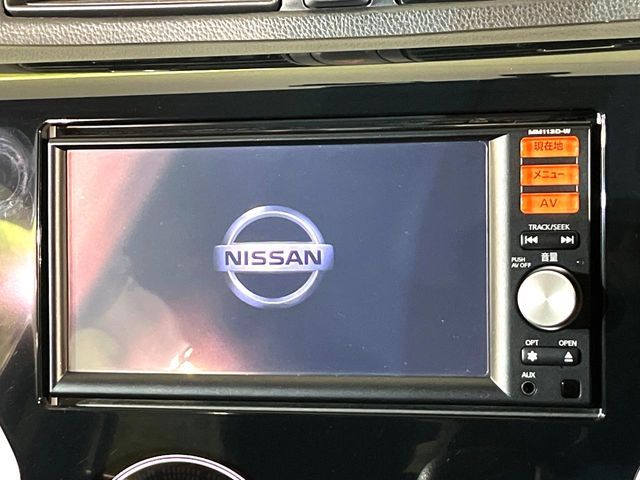 MM113D-W
現在地
メニュー
AV
TRACK/SEEK
NISSAN
音量
PUSH
AV OFF
OPT OPEN
AUX